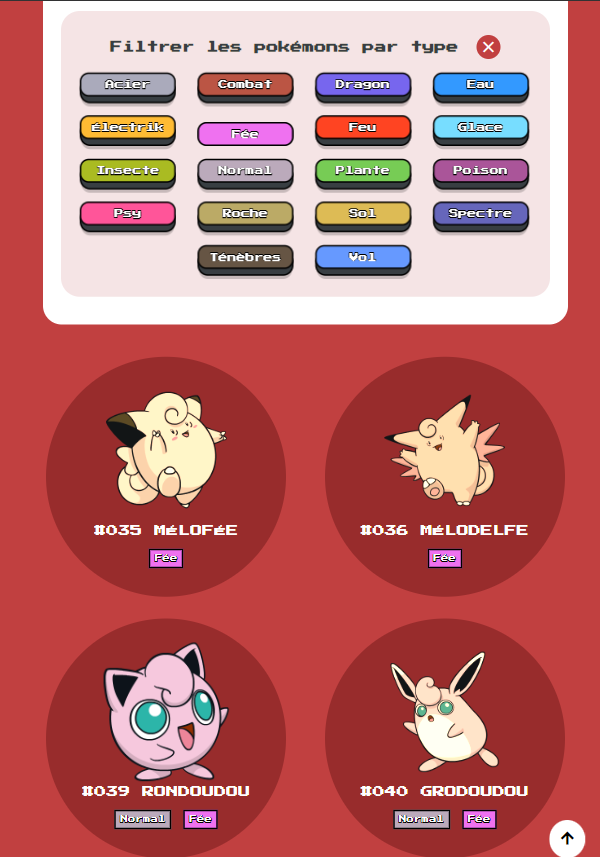 Filtrer les pokémons par type
Acier Combat Dragon Eau
électrik Fée Feu Glace
Insecte Normal Plante Poison
Psy Roche Sol Spectre
Ténèbres Vol
#035 MéLOFéE #036 MéLODELFE
Fée Fée
#039 RONDOUDOU #040 GRODOUDOU
Normal Fée Normal Fée